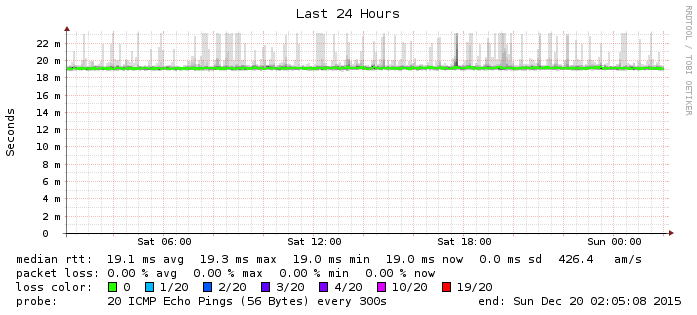 Last 24 Hours
RRDTOOL / TOBI OETIKER
Seconds
22 m
20 m
18 m
16 m
14 m
12 m
10 m
8 m
6 m
4 m
2 m
0
Sat 06:00 Sat 12:00 Sat 18:00 Sun 00:00
median rtt: 19.1 ms avg 19.3 ms max 19.0 ms min 19.0 ms now 0.0 ms sd 426.4 am/s
packet loss: 0.00 % avg 0.00 % max 0.00 % min 0.00 % now
loss color: 0 1/20 2/20 3/20 4/20 10/20 19/20
probe: 20 ICMP Echo Pings (56 Bytes) every 300s end: Sun Dec 20 02:05:08 2015